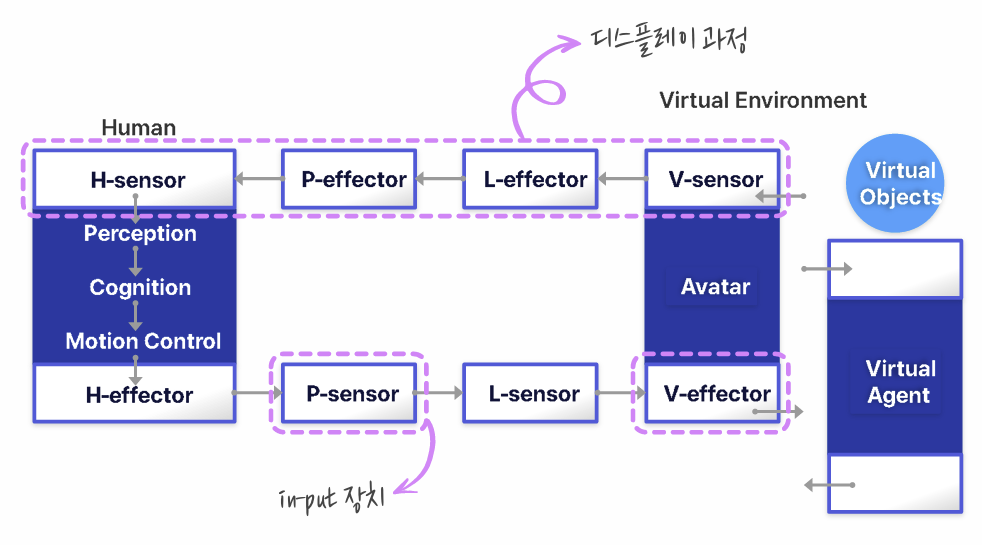 디스플레이 과정
Virtual Environment
Human
H-sensor
P-effector
L-effector
V-sensor
Virtual
Objects
Perception
Cognition
Avatar
Motion Control
H-effector
P-sensor
L-sensor
V-effector
Virtual
Agent
input 장치